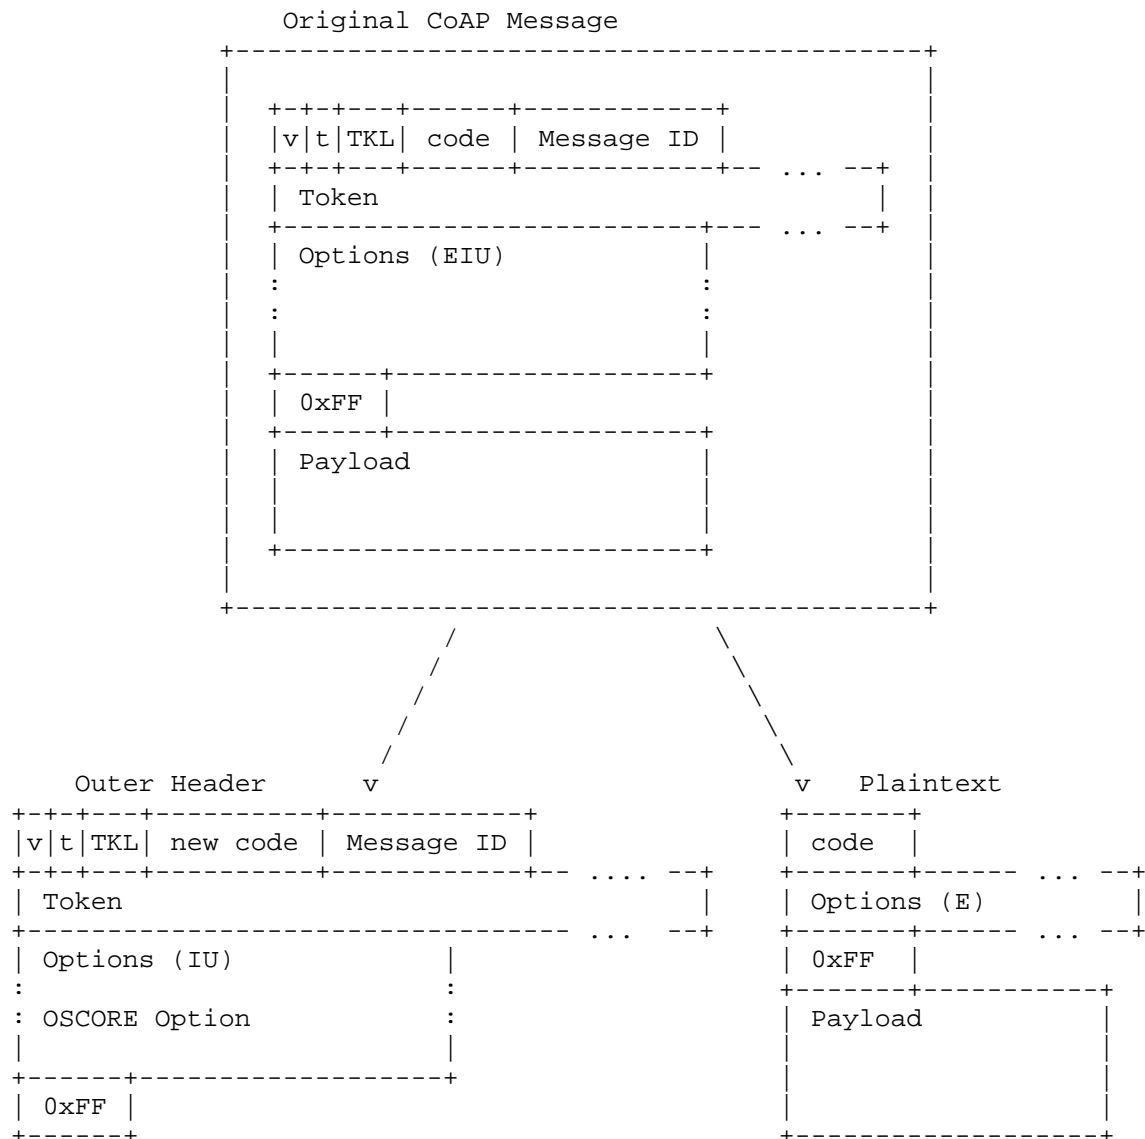 Original CoAP Message
|v|t|TKL| code | Message ID |
| Token |
| Options (EIU) |
| 0xFF |
| Payload |
Outer Header v v Plaintext
|v|t|TKL| new code | Message ID | | code |
.... ...
| Token | | Options (E) |
... ...
| Options (IU) | | 0xFF |
: OSCORE Option : | Payload |
| 0xFF |